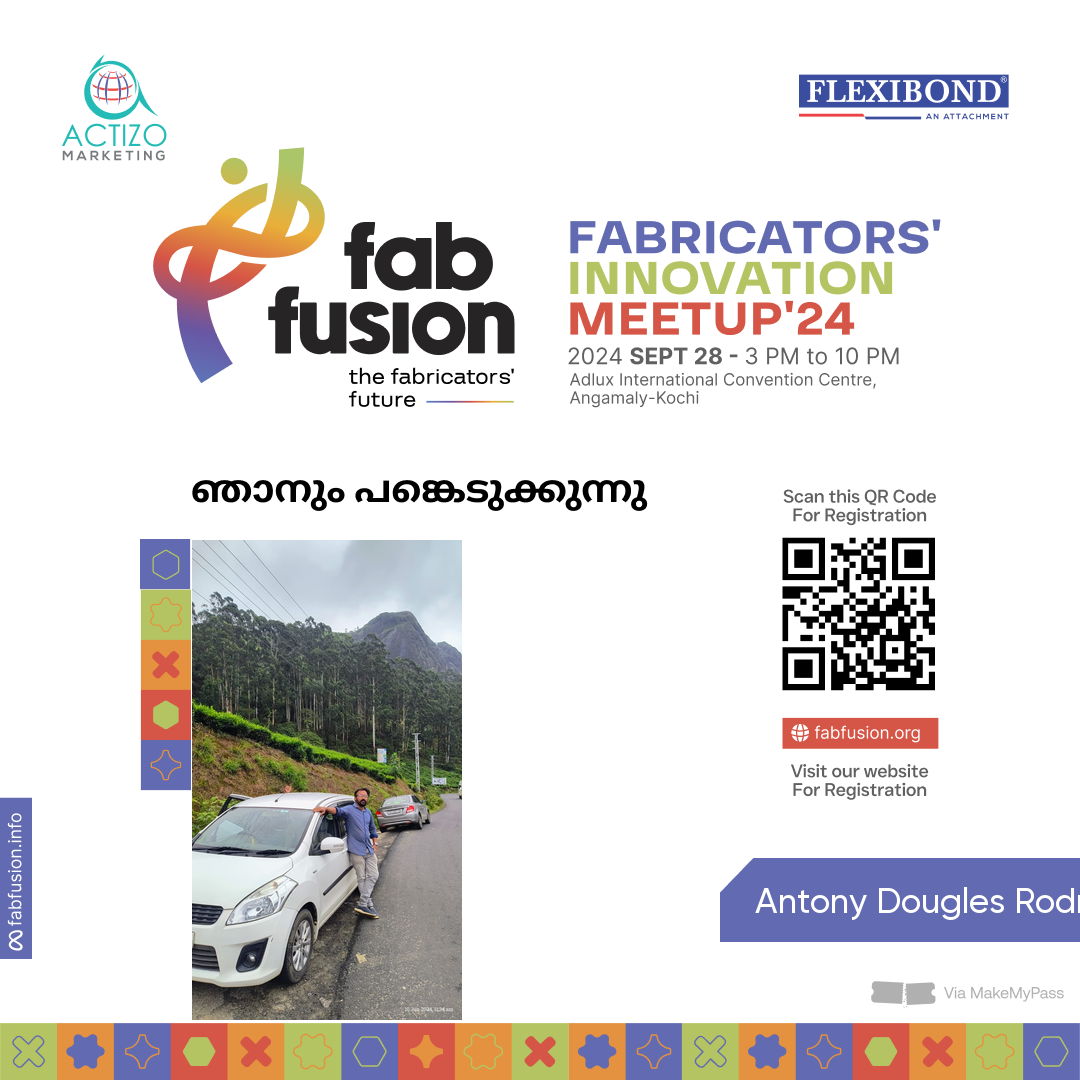 ACTIZO
MARKETING
FLEXIBOND®
AN ATTACHMENT
fab
fusion
the fabricators'
future
FABRICATORS'
INNOVATION
MEETUP'24
2024 SEPT 28 - 3 PM to 10 PM
Adlux International Convention Centre,
Angamaly-Kochi
ഞാനും പങ്കെടുക്കുന്നു
Scan this QR Code
For Registration
fabfusion.org
Visit our website
For Registration
fabfusion.info
Antony Dougles Rod
Via MakeMyPass